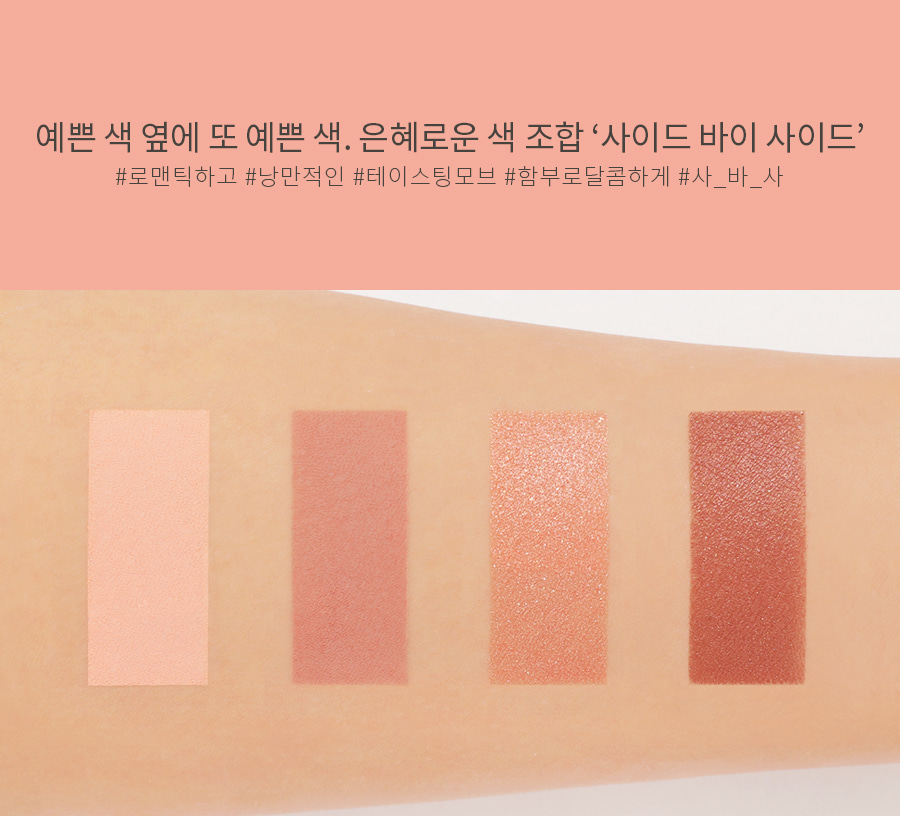 예쁜 색 옆에 또 예쁜 색. 은혜로운 색 조합 ‘사이드 바이 사이드’
#로맨틱하고 #낭만적인 #테이스팅모브 #함부로달콤하게 #사_바_사